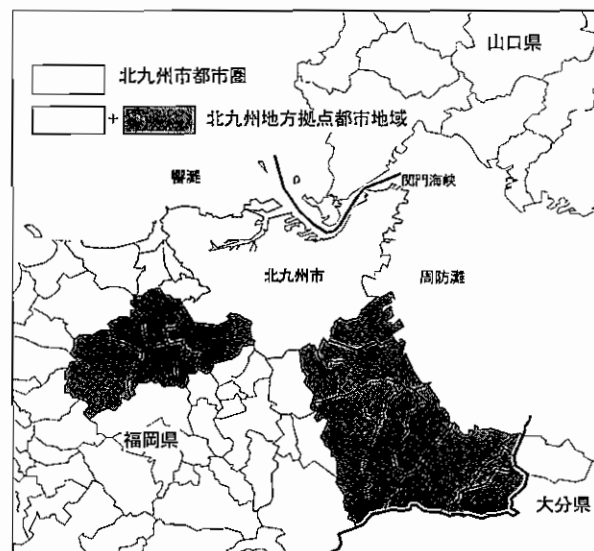 山口県
北九州市都市圏
+ 北九州地方拠点都市地域
響灘
関門海峡
北九州市
周防灘
福岡県
大分県